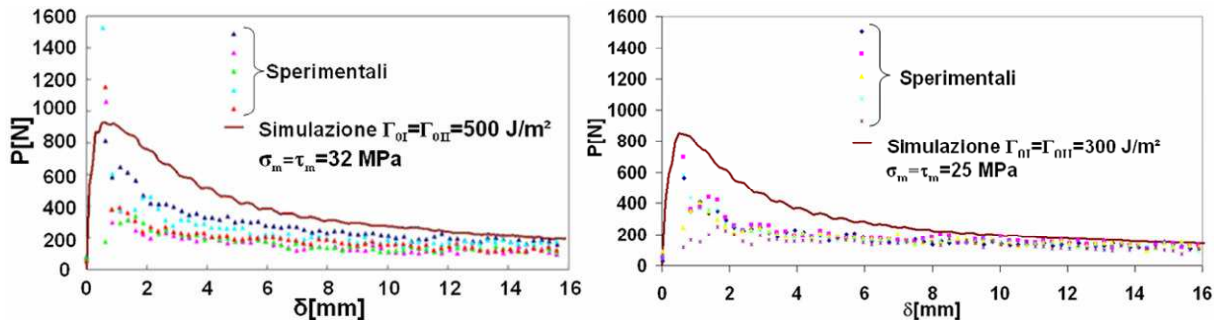 1600
1400
1200
1000
800
600
400
200
0
P[N]
Sperimentali
Simulazione Γ₀I=Γ₀II=500 J/m²
σm=τm=32 MPa
0 2 4 6 8 10 12 14 16
δ[mm]
1600
1400
1200
1000
800
600
400
200
0
P[N]
Sperimentali
Simulazione Γ₀I=Γ₀II=300 J/m²
σm=τm=25 MPa
0 2 4 6 8 10 12 14 16
δ[mm]